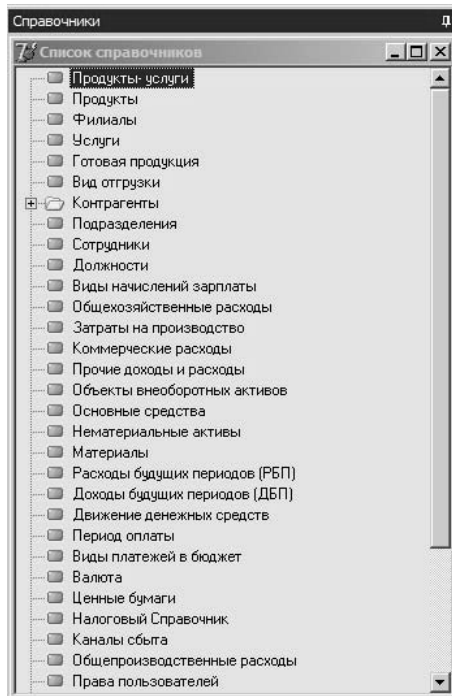 Справочники
Список справочников
Продукты- услуги
Продукты
Филиалы
Услуги
Готовая продукция
Вид отгрузки
Контрагенты
Подразделения
Сотрудники
Должности
Виды начислений зарплаты
Общехозяйственные расходы
Затраты на производство
Коммерческие расходы
Прочие доходы и расходы
Объекты внеоборотных активов
Основные средства
Нематериальные активы
Материалы
Расходы будущих периодов (РБП)
Доходы будущих периодов (ДБП)
Движение денежных средств
Период оплаты
Виды платежей в бюджет
Валюта
Ценные бумаги
Налоговый Справочник
Каналы сбыта
Общепроизводственные расходы
Права пользователей